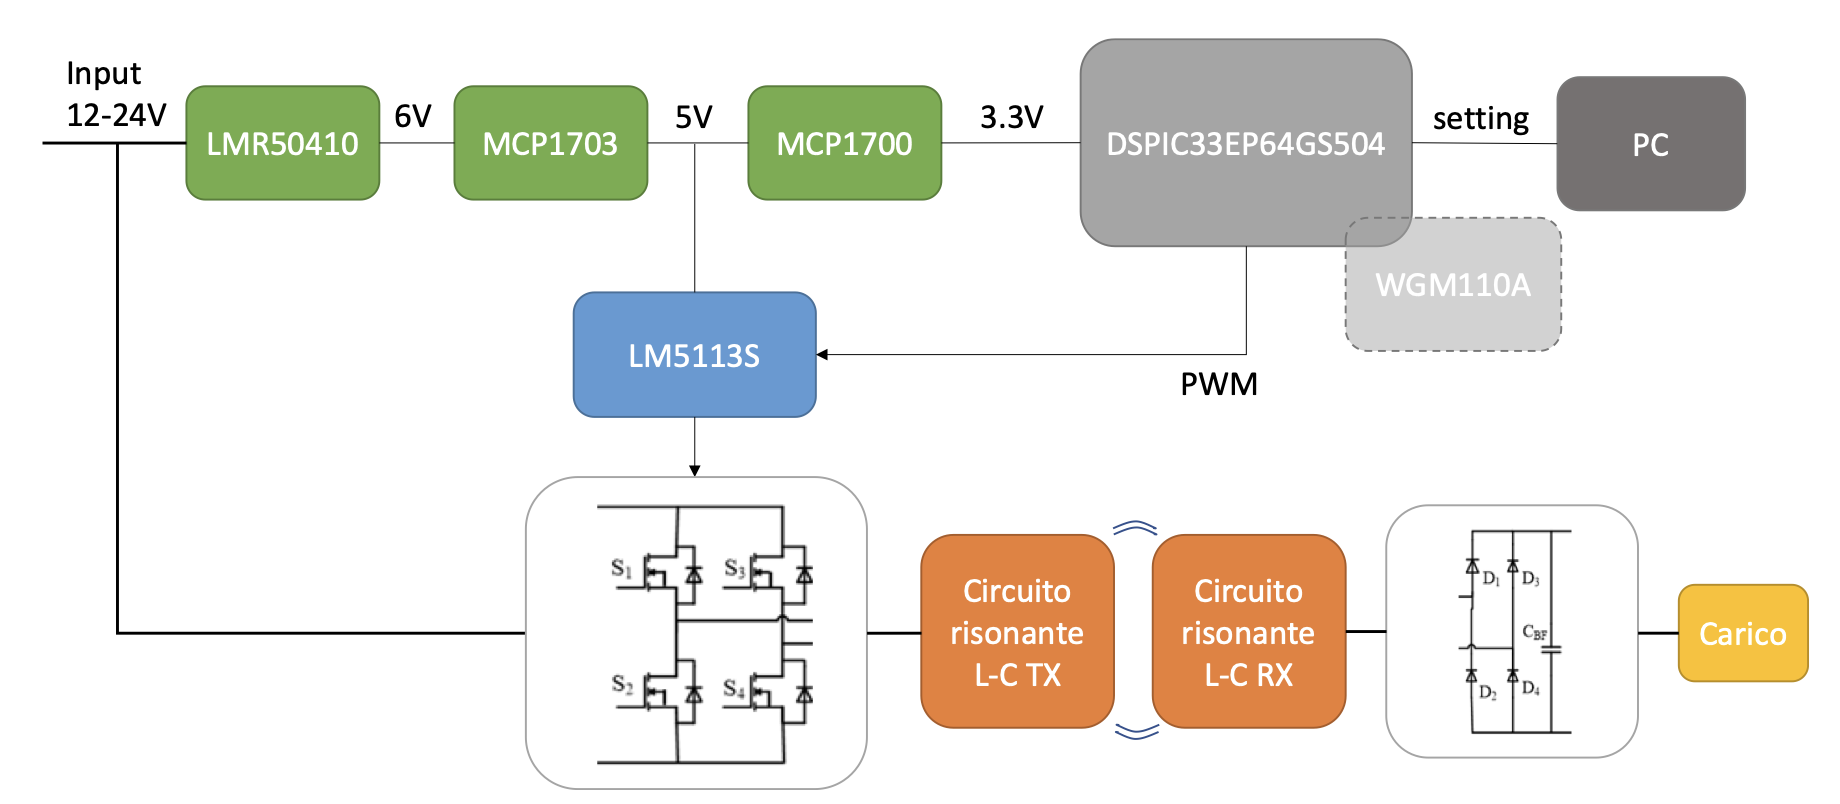 Input
12-24V
LMR50410
6V
MCP1703
5V
MCP1700
3.3V
DSPIC33EP64GS504
setting
PC
WGM110A
LM5113S
PWM
S1
S3
S2
S4
Circuito
risonante
L-C TX
Circuito
risonante
L-C RX
D1
D3
CBF
D2
D4
Carico